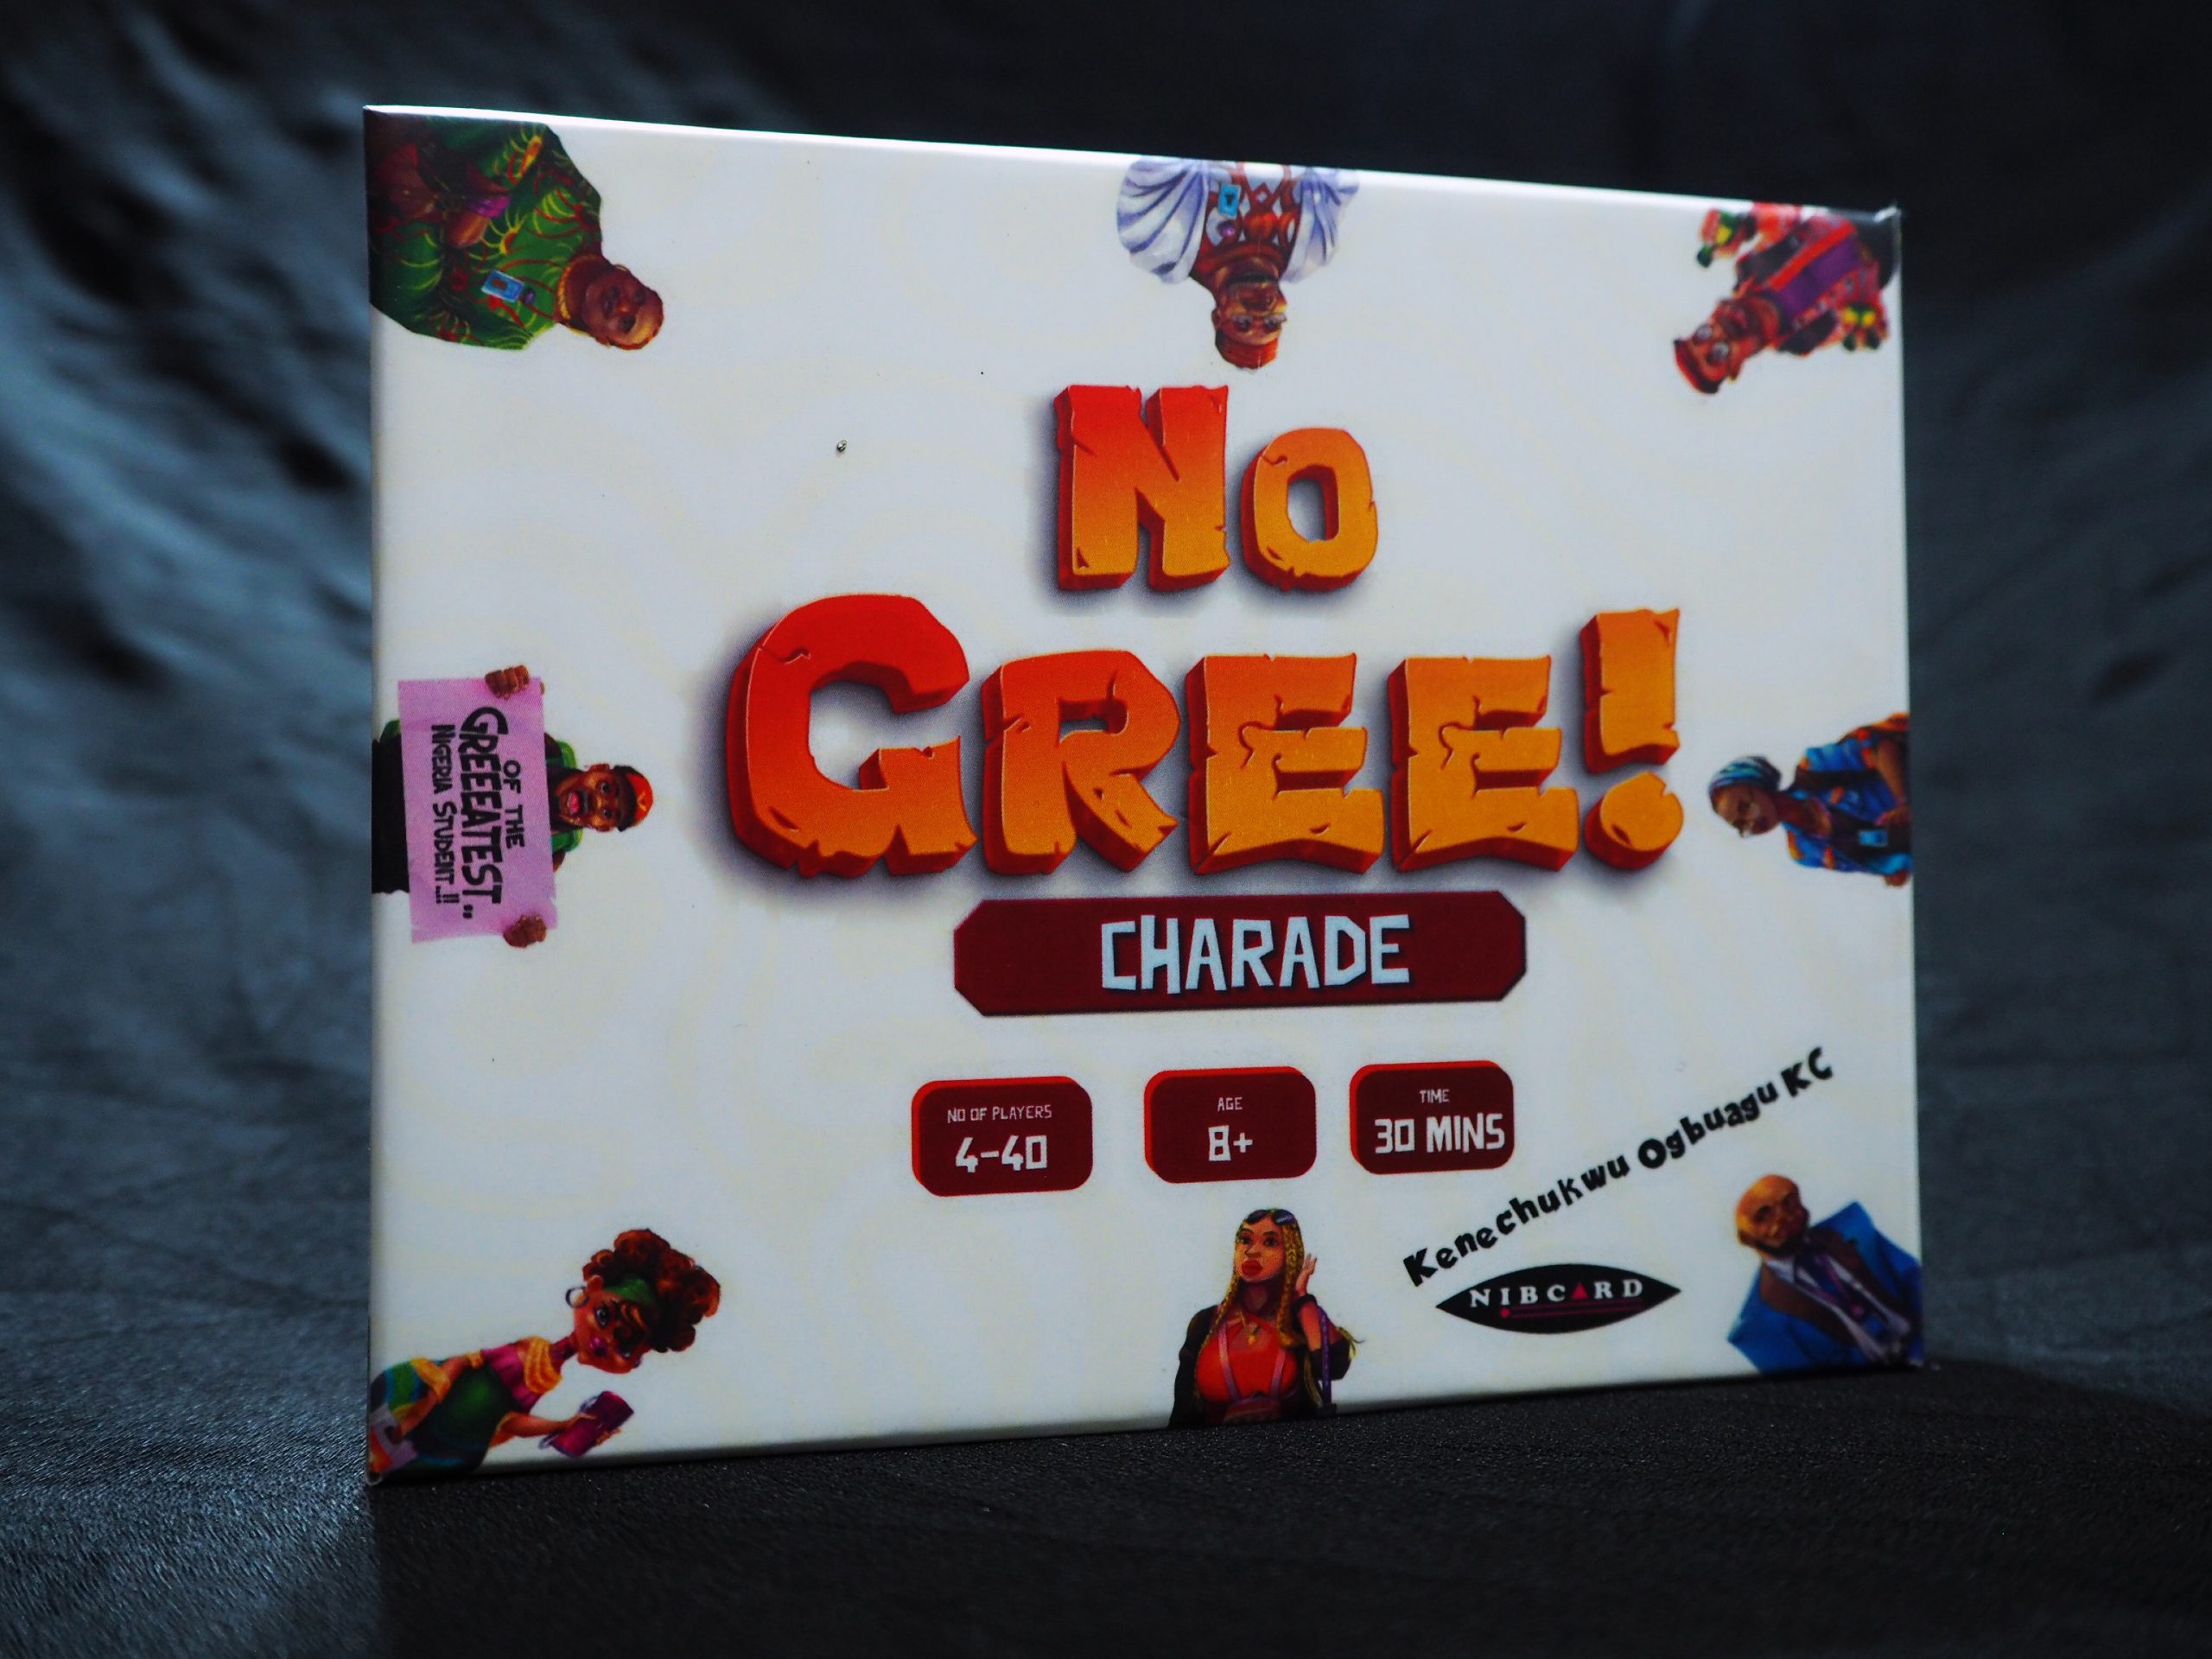 No
GREE!
CHARADE
NO OF PLAYERS
4-40
AGE
8+
TIME
30 MINS
Kenechukwu Ogbuagu KC
NIBCARD
OF THE
GREEEATEST..
NIGERIA STUDENT..!!